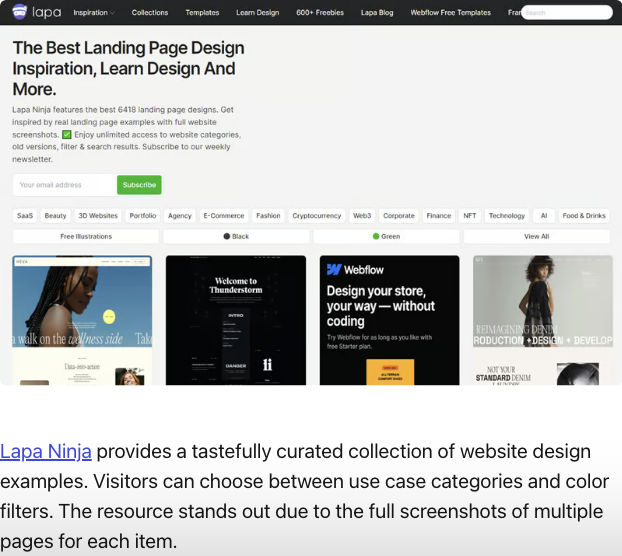 lapa Inspiration Collections Templates Learn Design 600+ Freebies Lapa Blog Webflow Free Templates Search
The Best Landing Page Design
Inspiration, Learn Design And
More.
Lapa Ninja features the best 6418 landing page designs. Get
inspired by real landing page examples with full website
screenshots. ✅ Enjoy unlimited access to website categories,
old versions, filter & search results. Subscribe to our weekly
newsletter.
Your email address Subscribe
SaaS Beauty 3D Websites Portfolio Agency E-Commerce Fashion Cryptocurrency Web3 Corporate Finance NFT Technology AI Food & Drinks
Free Illustrations Black Green View All
a walk on the wellness side Tak
Data-into-action
Welcome to
Thunderstorm
INTRO
DANGER
Webflow
Design your store,
your way — without
coding
Try Webflow for as long as you like with
free Starter plan.
REIMAGING DENIM
RODUCTION +DESIGN + DEVELOP
NOT YOUR
STANDARD DENIM
LAUNDRY
Lapa Ninja provides a tastefully curated collection of website design
examples. Visitors can choose between use case categories and color
filters. The resource stands out due to the full screenshots of multiple
pages for each item.